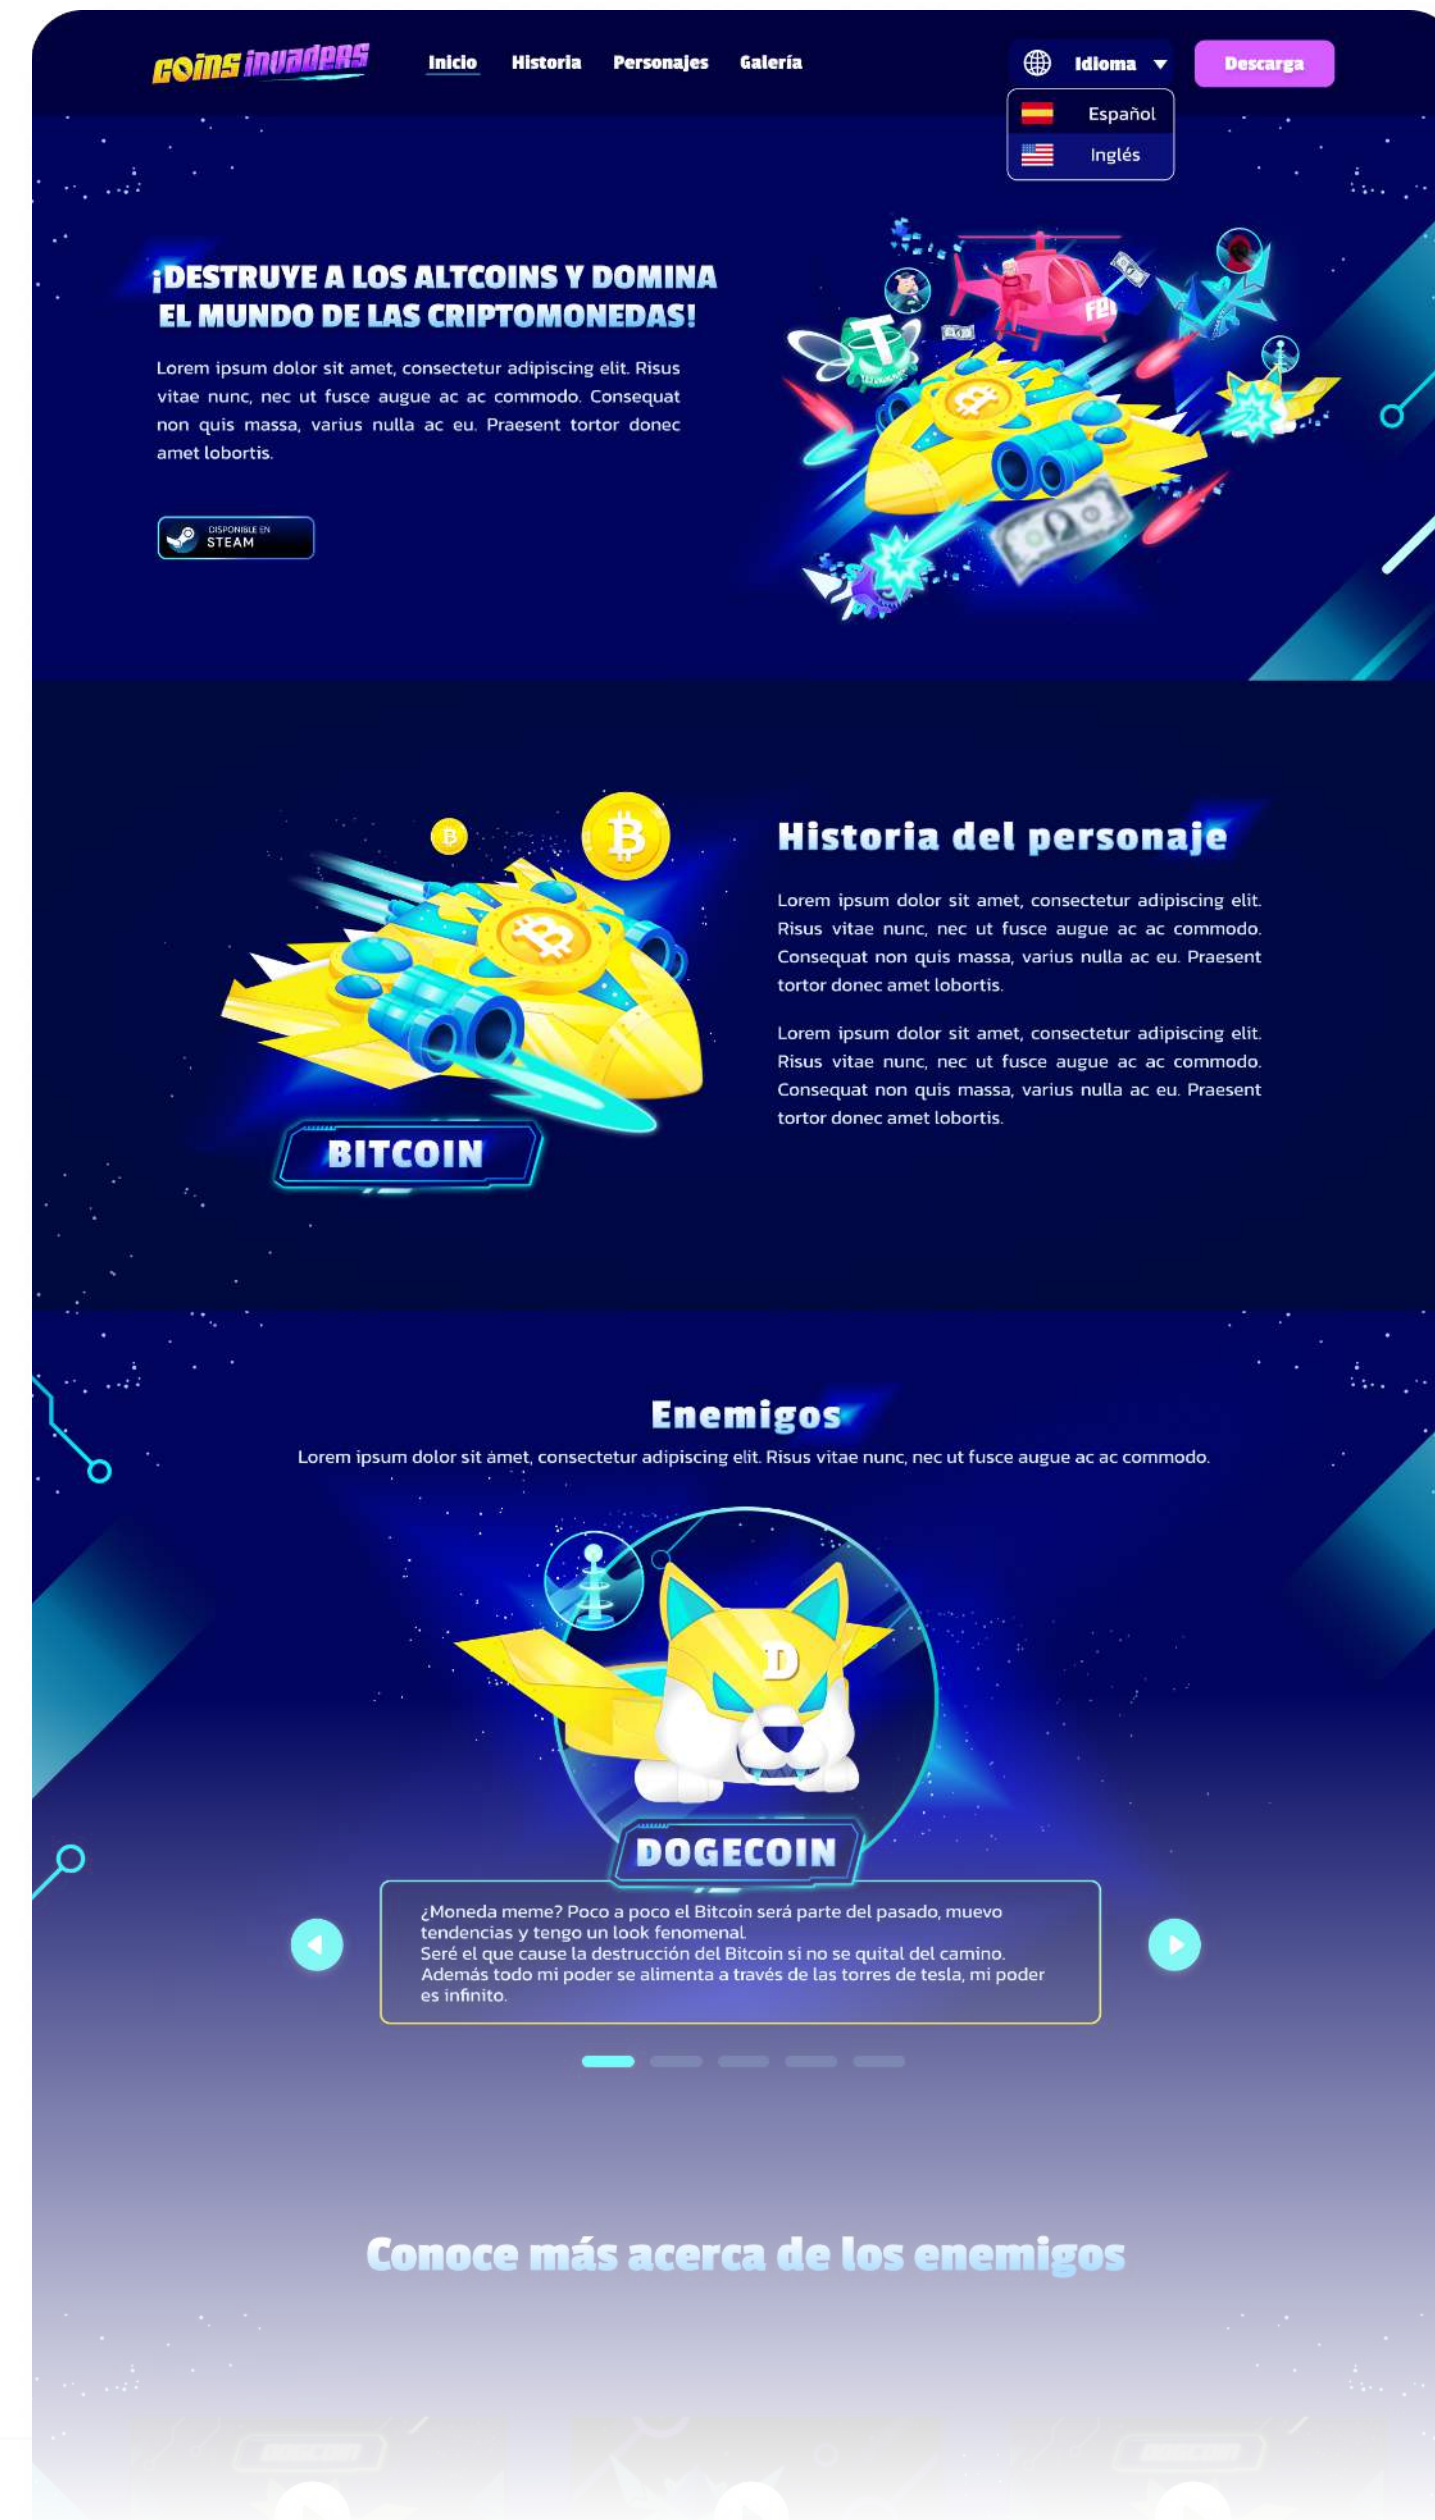 coins invaders
Inicio Historia Personajes Galería
Idioma
Descarga
Español
Inglés
¡DESTRUYE A LOS ALTCOINS Y DOMINA
EL MUNDO DE LAS CRIPTOMONEDAS!
Lorem ipsum dolor sit amet, consectetur adipiscing elit. Risus
vitae nunc, nec ut fusce augue ac ac commodo. Consequat
non quis massa, varius nulla ac eu. Praesent tortor donec
amet lobortis.
DISPONIBLE EN
STEAM
T
FED
Historia del personaje
Lorem ipsum dolor sit amet, consectetur adipiscing elit.
Risus vitae nunc, nec ut fusce augue ac ac commodo.
Consequat non quis massa, varius nulla ac eu. Praesent
tortor donec amet lobortis.
Lorem ipsum dolor sit amet, consectetur adipiscing elit.
Risus vitae nunc, nec ut fusce augue ac ac commodo.
Consequat non quis massa, varius nulla ac eu. Praesent
tortor donec amet lobortis.
BITCOIN
Enemigos
Lorem ipsum dolor sit amet, consectetur adipiscing elit. Risus vitae nunc, nec ut fusce augue ac ac commodo.
D
DOGECOIN
¿Moneda meme? Poco a poco el Bitcoin será parte del pasado, muevo
tendencias y tengo un look fenomenal.
Seré el que cause la destrucción del Bitcoin si no se quital del camino.
Además todo mi poder se alimenta a través de las torres de tesla, mi poder
es infinito.
Conoce más acerca de los enemigos